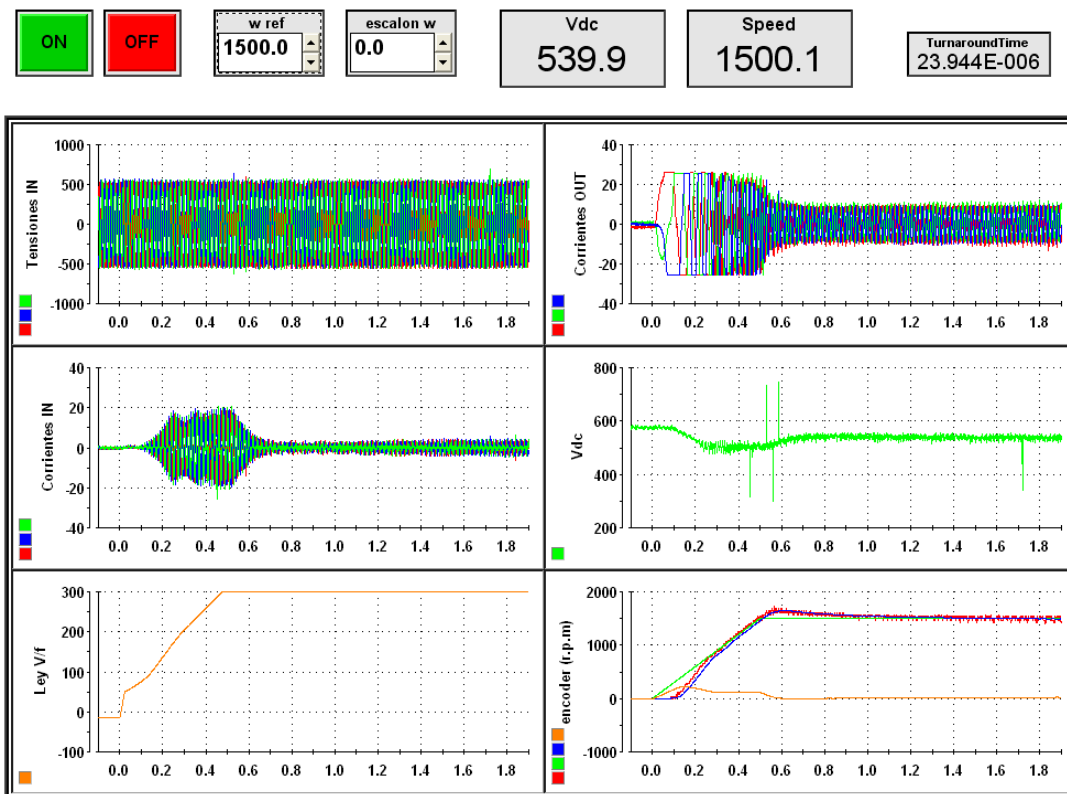 ON
OFF
w ref
1500.0
escalon w
0.0
Vdc
539.9
Speed
1500.1
TurnaroundTime
23.944E-006
Tensiones IN
1000
500
0
-500
-1000
0.0 0.2 0.4 0.6 0.8 1.0 1.2 1.4 1.6 1.8
Corrientes OUT
40
20
0
-20
-40
0.0 0.2 0.4 0.6 0.8 1.0 1.2 1.4 1.6 1.8
Corrientes IN
40
20
0
-20
-40
0.0 0.2 0.4 0.6 0.8 1.0 1.2 1.4 1.6 1.8
Vdc
800
600
400
200
0.0 0.2 0.4 0.6 0.8 1.0 1.2 1.4 1.6 1.8
Ley V/f
300
200
100
0
-100
0.0 0.2 0.4 0.6 0.8 1.0 1.2 1.4 1.6 1.8
encoder (r.p.m)
2000
1000
0
-1000
0.0 0.2 0.4 0.6 0.8 1.0 1.2 1.4 1.6 1.8